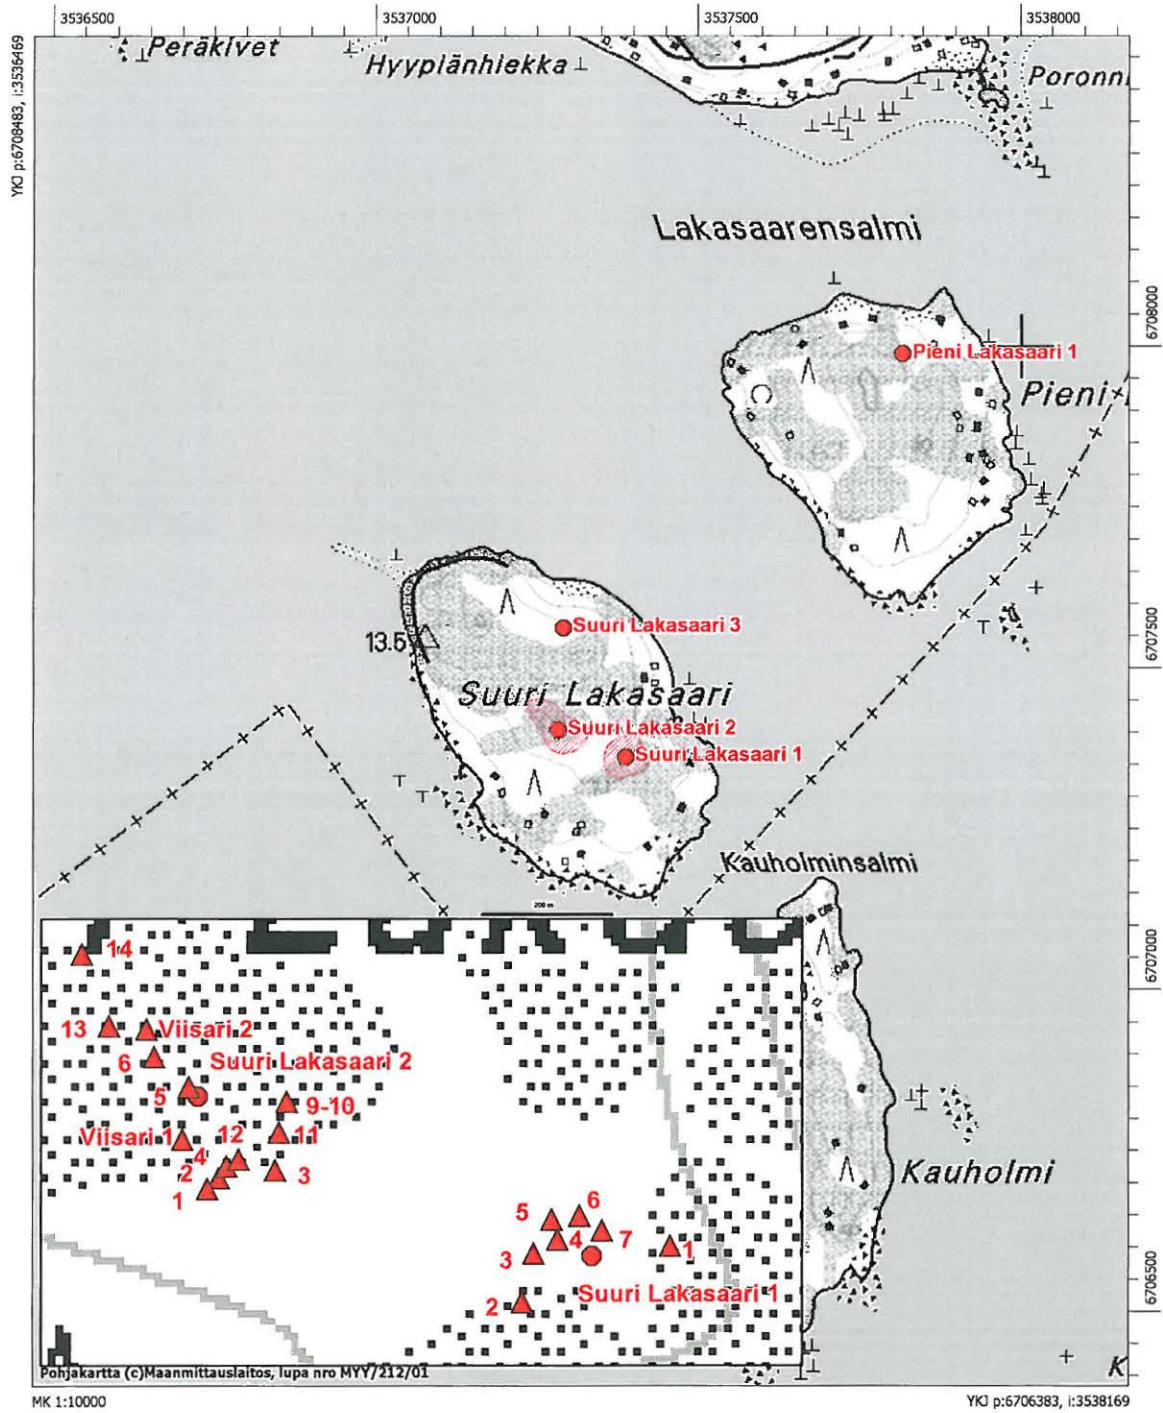 3536500
3537000
3537500
3538000
YKJ p:6708483, i:3536469
Peräkivet
Hyypiänhiekka
Poronni
Lakasaarensalmi
6708000
Pieni Lakasaari 1
Pieni
Suuri Lakasaari 3
13.5
6707500
Suuri Lakasaari
Suuri Lakasaari 2
Suuri Lakasaari 1
Kauholminsalmi
200 m
6707000
14
13
Viisari 2
6
Suuri Lakasaari 2
5
9-10
Viisari 1
12
11
4
2
3
1
Kauholmi
5
6
4
7
1
3
Suuri Lakasaari 1
2
6706500
Pohjakartta (c)Maanmittauslaitos, lupa nro MYY/212/01
K
MK 1:10000
YKJ p:6706383, i:3538169